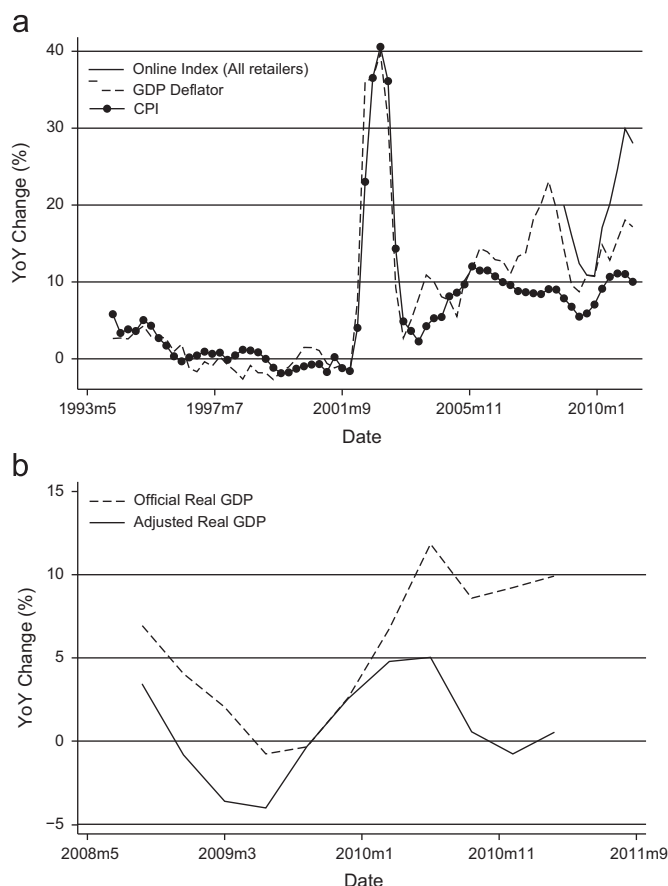 a
40
30
20
10
0
YoY Change (%)
Online Index (All retailers)
GDP Deflator
CPI
1993m5 1997m7 2001m9 2005m11 2010m1
Date
b
15
10
5
0
−5
YoY Change (%)
Official Real GDP
Adjusted Real GDP
2008m5 2009m3 2010m1 2010m11 2011m9
Date